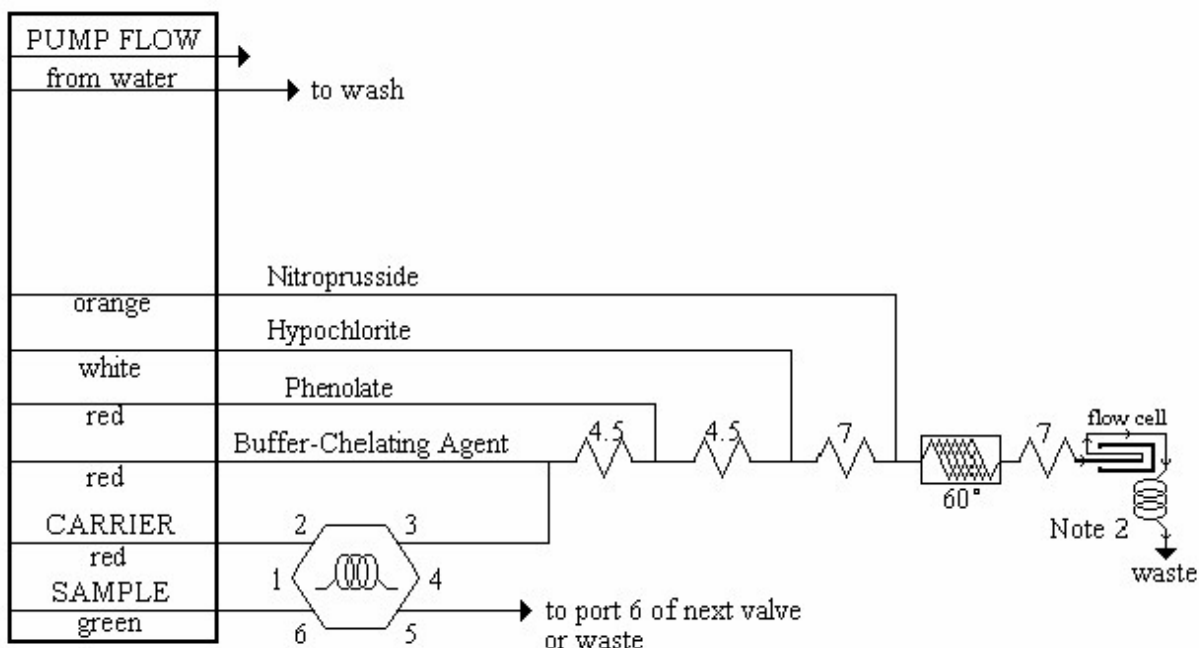 PUMP FLOW
from water
to wash
Nitroprusside
orange
Hypochlorite
white
Phenolate
red
Buffer-Chelating Agent
red
4.5
4.5
7
60°
7
flow cell
Note 2
waste
CARRIER
red
2
3
1
4
SAMPLE
green
6
5
to port 6 of next valve
or waste